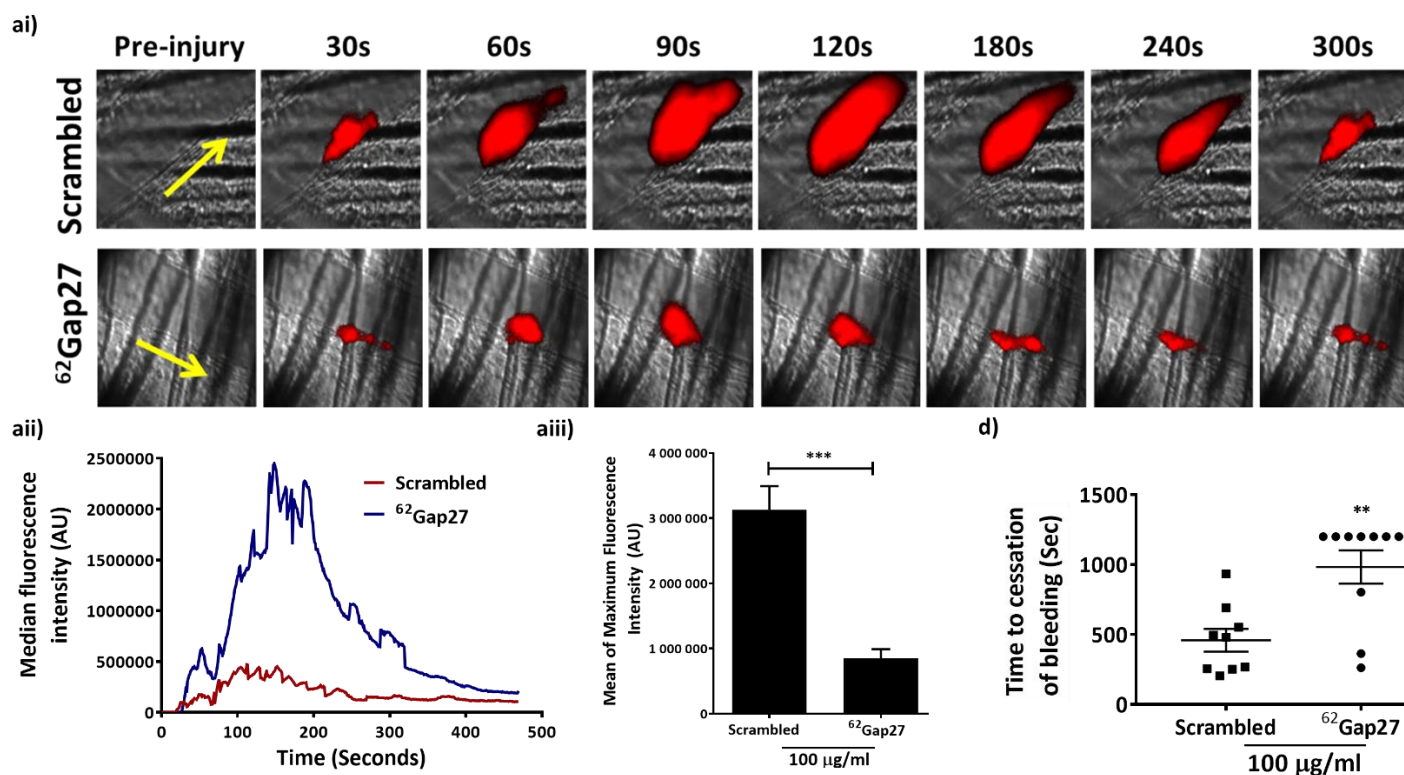 ai)
Pre-injury 30s 60s 90s 120s 180s 240s 300s
Scrambled
⁶²Gap27
aii)
Median fluorescence
intensity (AU)
2500000
2000000
1500000
1000000
500000
0
0 100 200 300 400 500
Time (Seconds)
Scrambled
⁶²Gap27
aiii)
Mean of Maximum Fluorescence
Intensity (AU)
4 000 000
3 000 000
2 000 000
1 000 000
0
***
Scrambled ⁶²Gap27
100 μg/ml
d)
Time to cessation
of bleeding (Sec)
1500
1000
500
0
**
Scrambled ⁶²Gap27
100 μg/ml